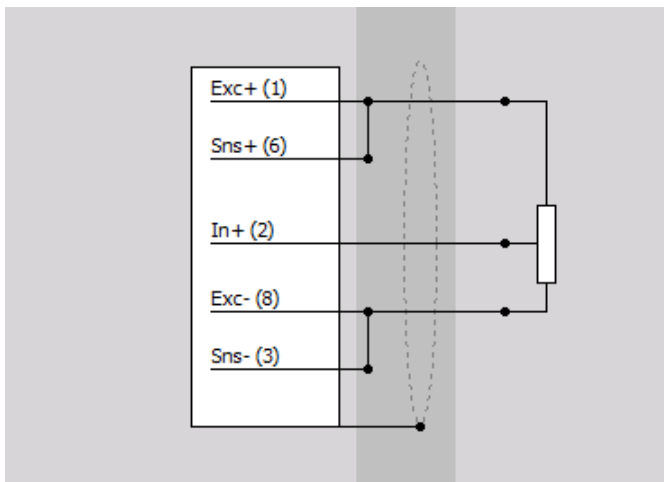 Exc+ (1)
Sns+ (6)
In+ (2)
Exc- (8)
Sns- (3)